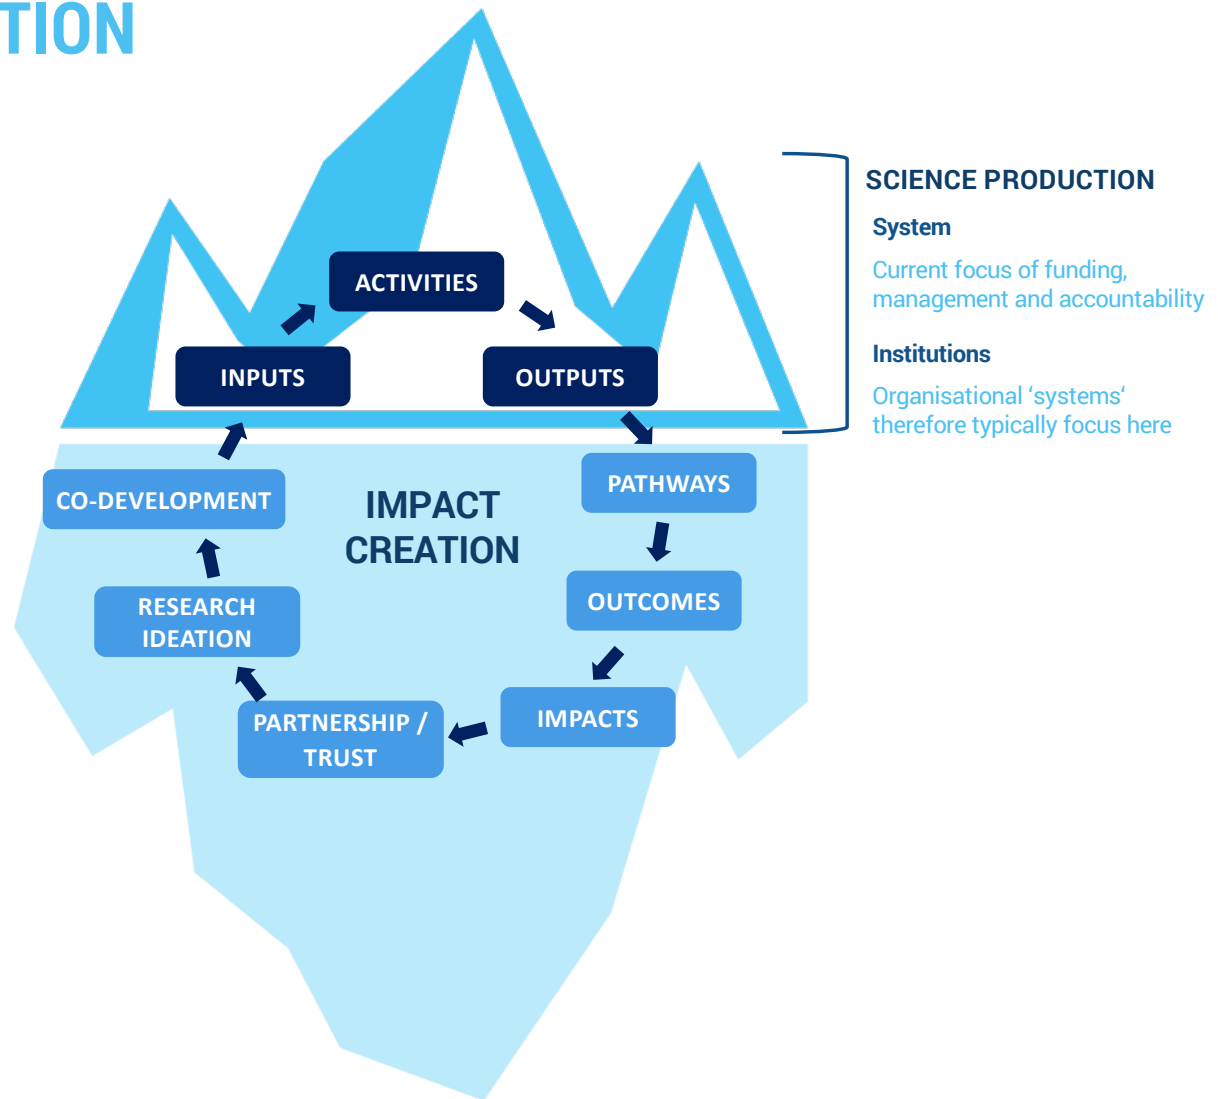 TION
SCIENCE PRODUCTION
System
Current focus of funding,
management and accountability
Institutions
Organisational ‘systems‘
therefore typically focus here
ACTIVITIES
INPUTS
OUTPUTS
CO-DEVELOPMENT
IMPACT
CREATION
PATHWAYS
RESEARCH
IDEATION
OUTCOMES
PARTNERSHIP /
TRUST
IMPACTS